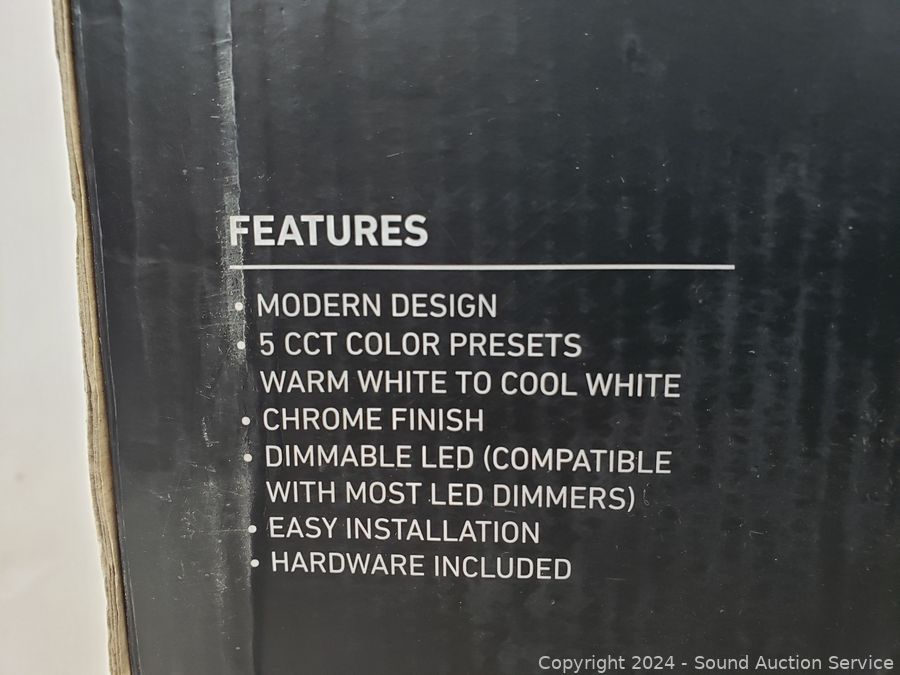 FEATURES
• MODERN DESIGN
• 5 CCT COLOR PRESETS
WARM WHITE TO COOL WHITE
• CHROME FINISH
• DIMMABLE LED (COMPATIBLE
WITH MOST LED DIMMERS)
• EASY INSTALLATION
• HARDWARE INCLUDED
Copyright 2024 - Sound Auction Service